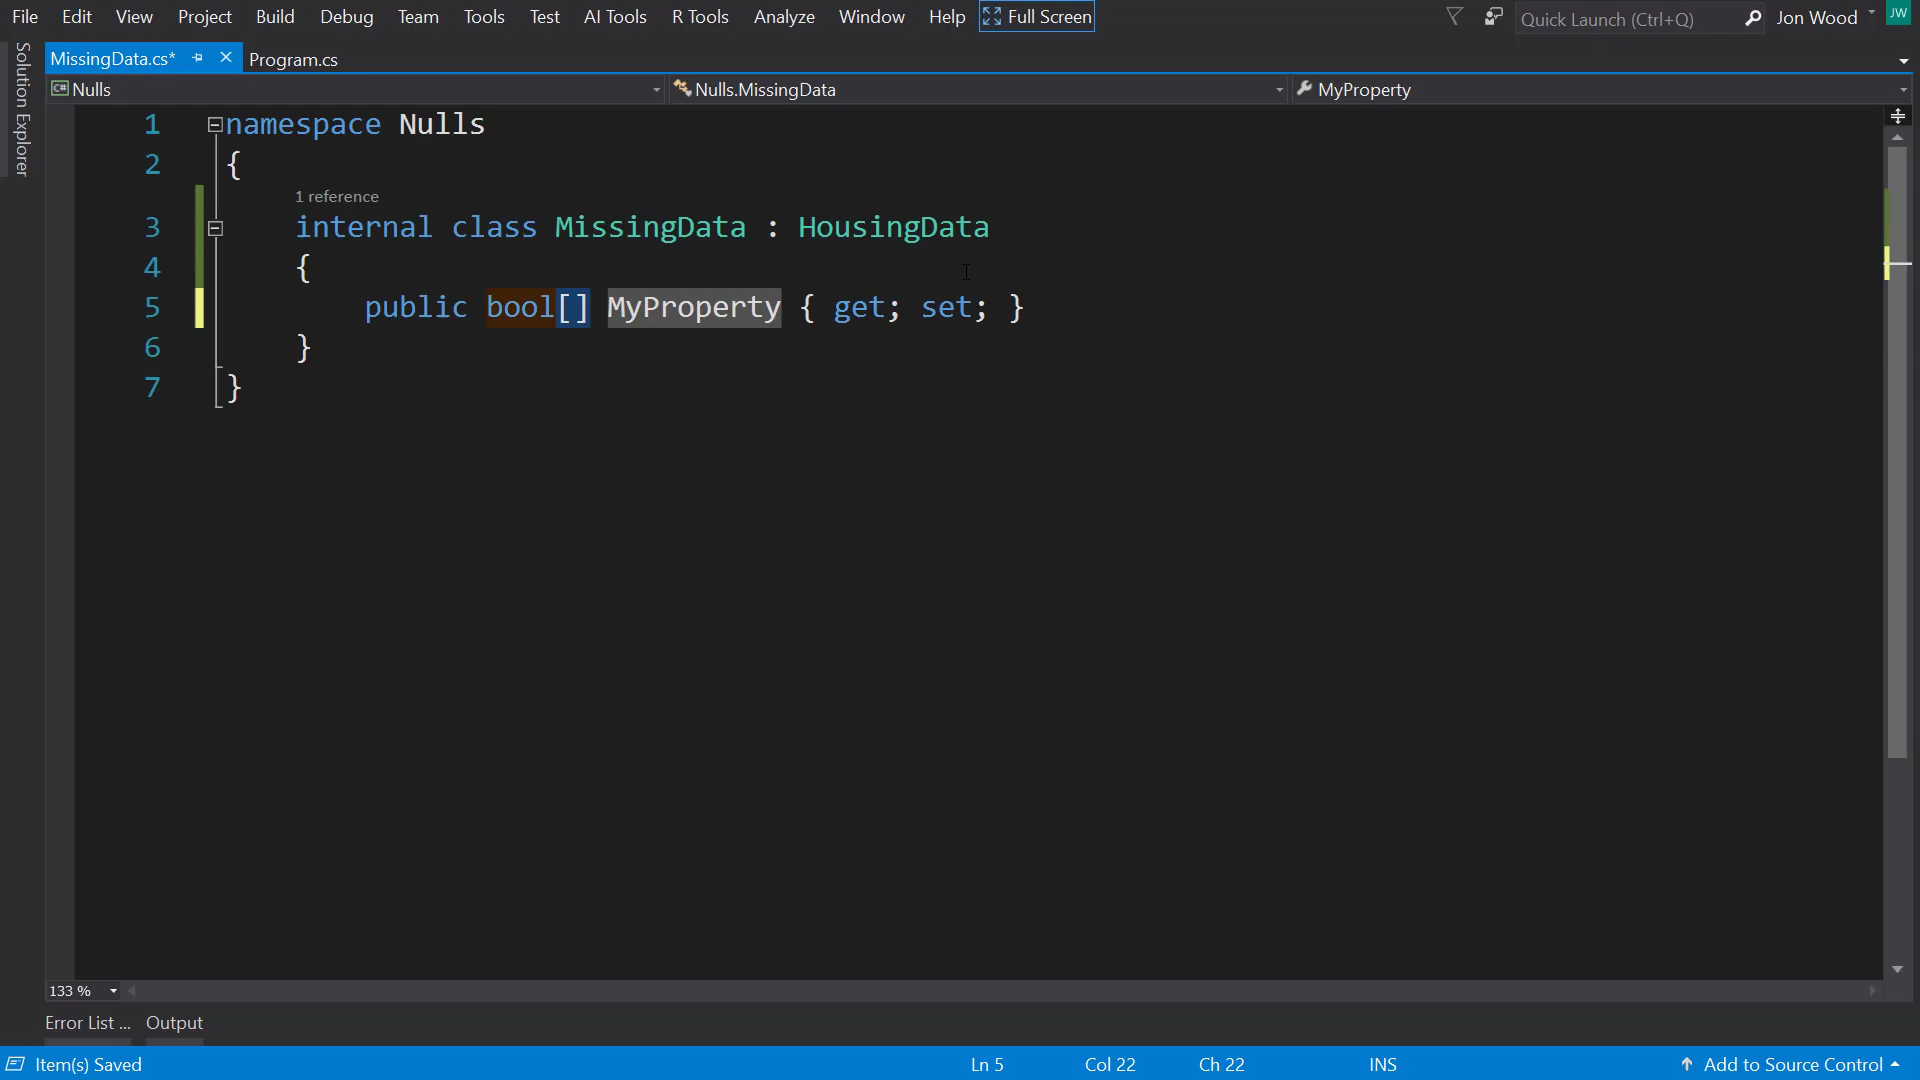 File Edit View Project Build Debug Team Tools Test AI Tools R Tools Analyze Window Help Full Screen Quick Launch (Ctrl+Q) Jon Wood JW
MissingData.cs* Program.cs
C# Nulls Nulls.MissingData MyProperty
Solution Explorer
1 namespace Nulls
2 {
1 reference
3 internal class MissingData : HousingData
4 {
5 public bool[] MyProperty { get; set; }
6 }
7 }
133 %
Error List ... Output
Item(s) Saved Ln 5 Col 22 Ch 22 INS Add to Source Control